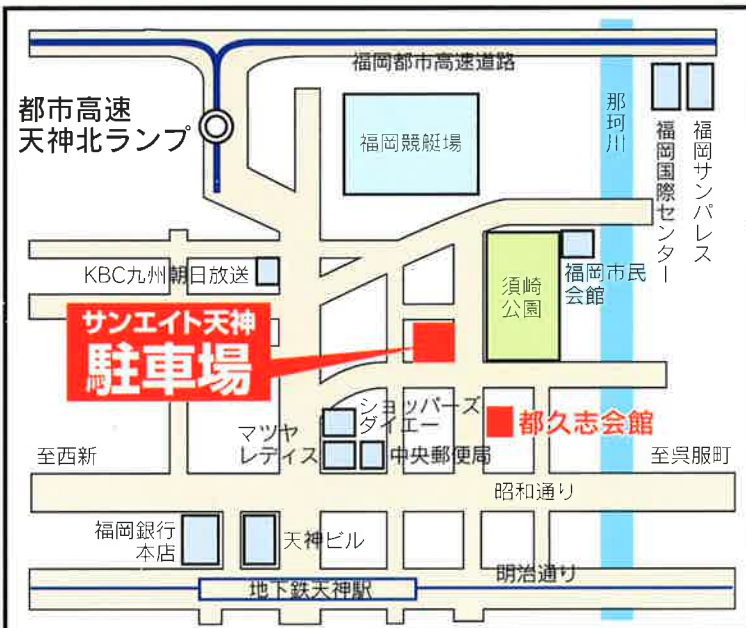 福岡都市高速道路
都市高速
天神北ランプ
福岡競艇場
那珂川
福岡国際センター
福岡サンパレス
KBC九州朝日放送
須崎
公園
福岡市民
会館
サンエイト天神
駐車場
ショッパーズ
ダイエー
マツヤ
レディス
中央郵便局
都久志会館
至西新
至呉服町
昭和通り
福岡銀行
本店
天神ビル
明治通り
地下鉄天神駅